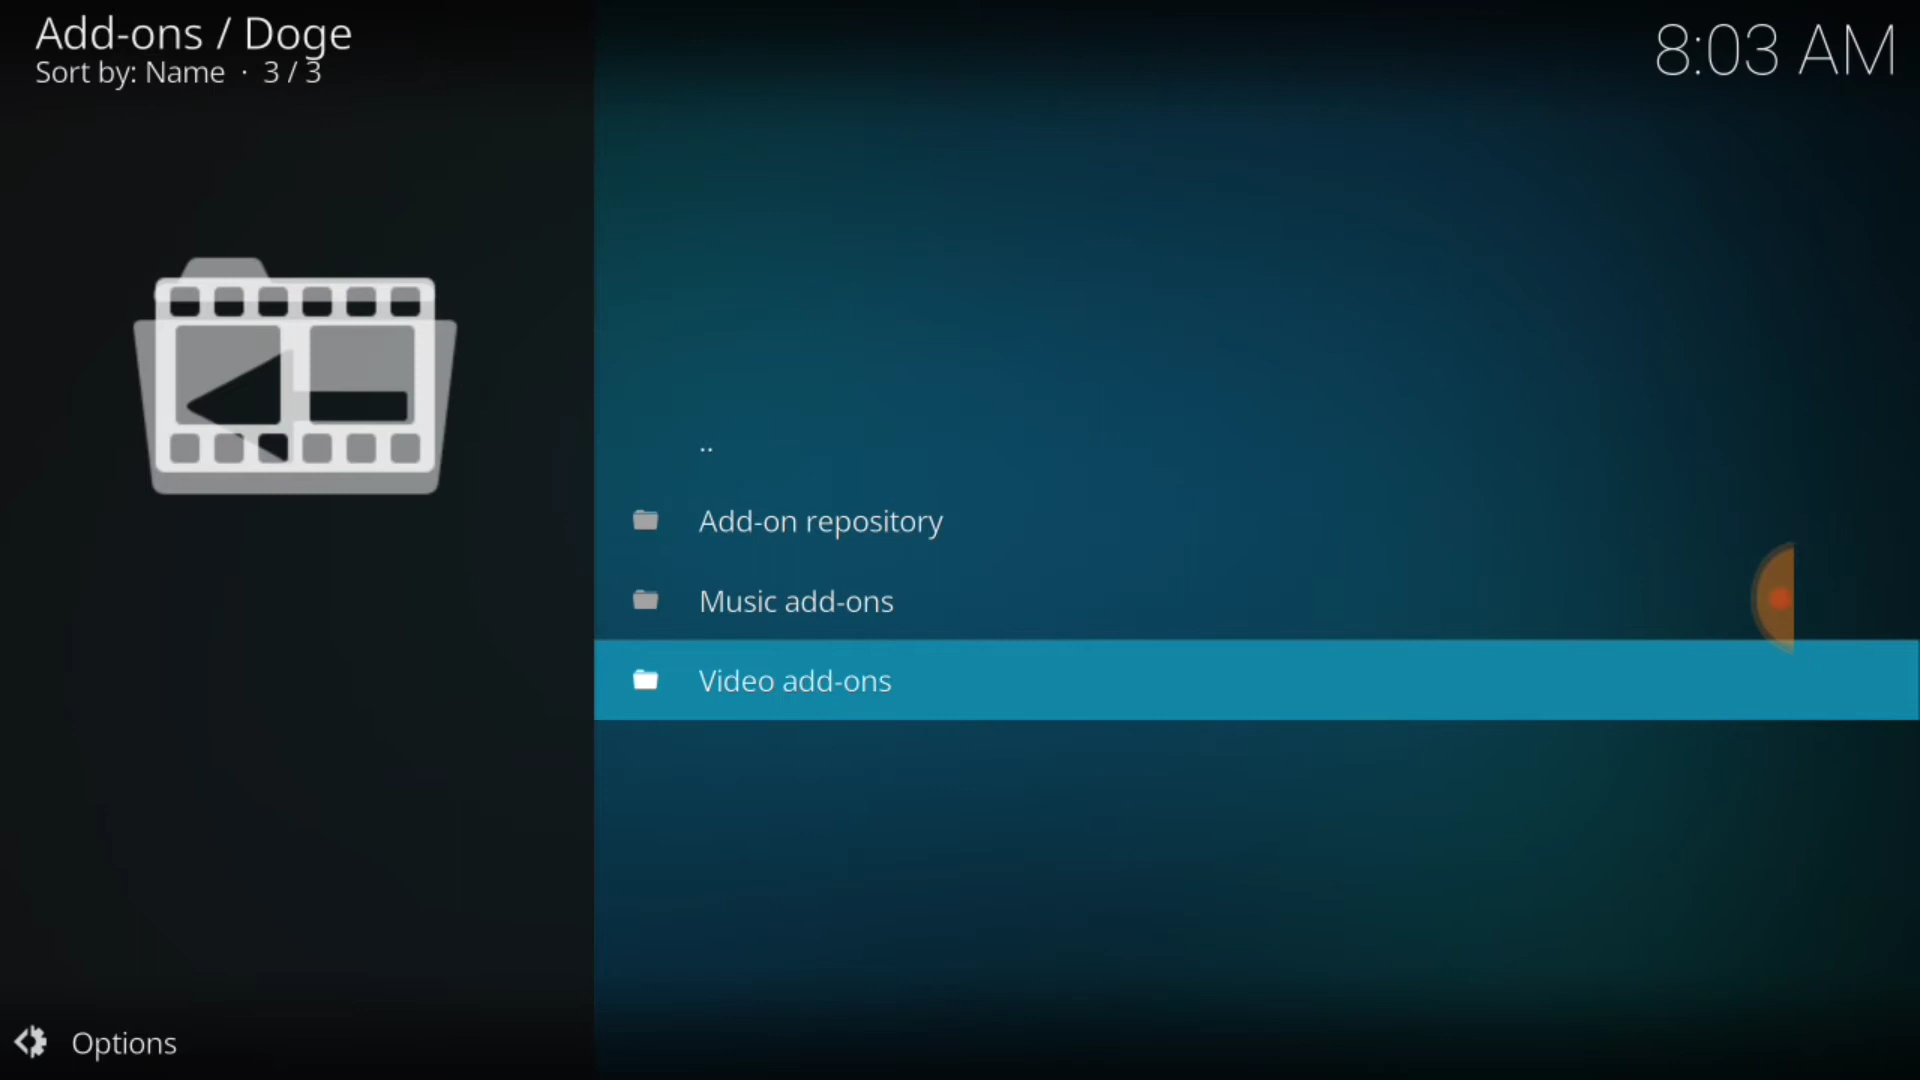 Add-ons / Doge
Sort by: Name · 3 / 3
8:03 AM
..
Add-on repository
Music add-ons
Video add-ons
Options